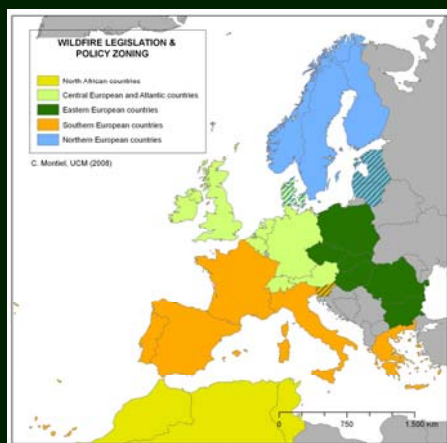 WILDFIRE LEGISLATION &
POLICY ZONING
North African countries
Central European and Atlantic countries
Eastern European countries
Southern European countries
Northern European countries
C. Montiel, UCM (2008)
0 750 1.500 Km